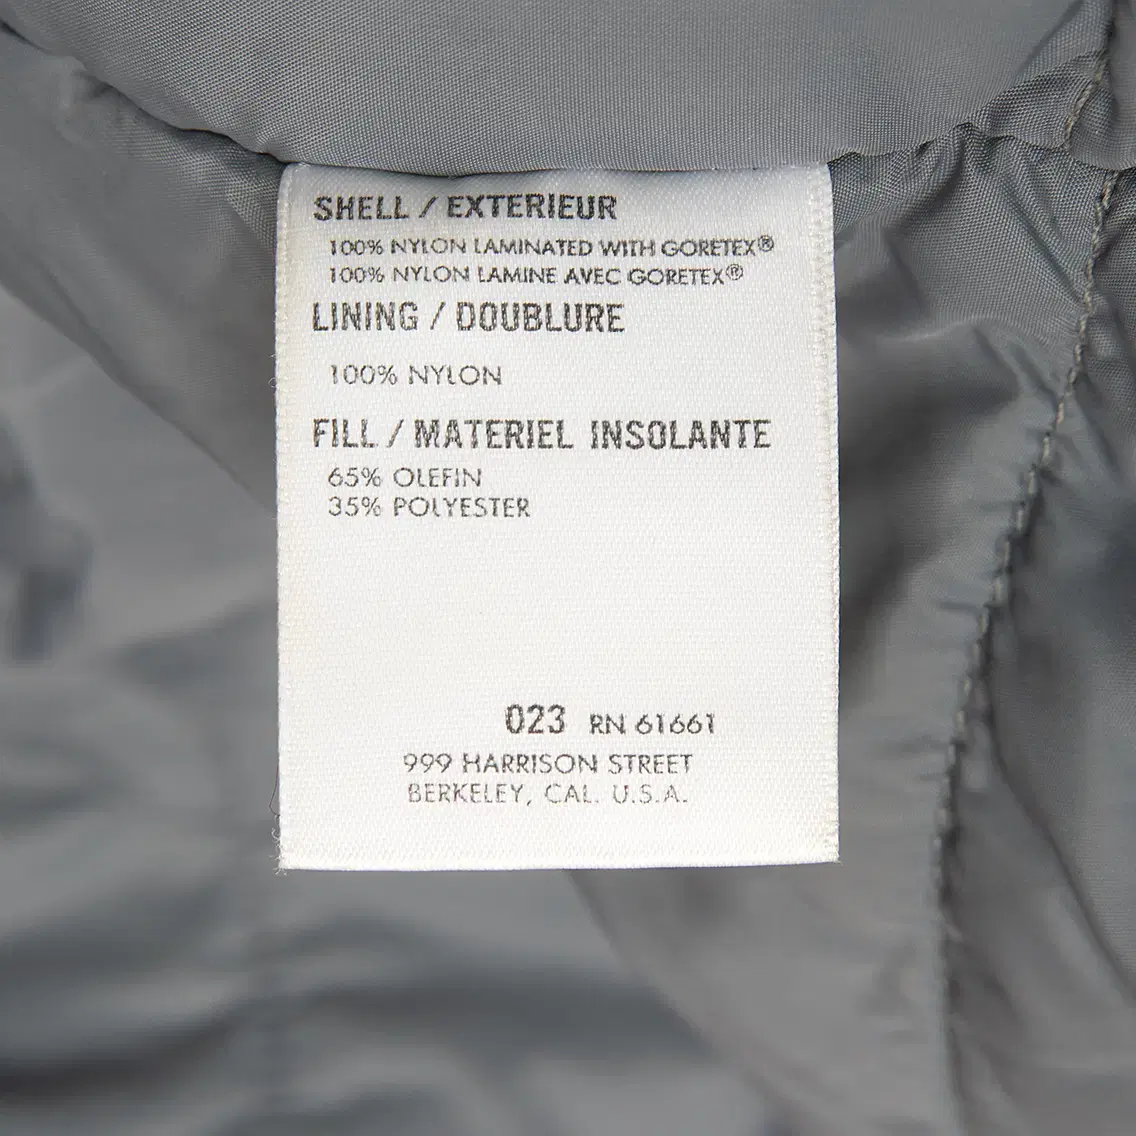 SHELL / EXTERIEUR
100% NYLON LAMINATED WITH GORETEX®
100% NYLON LAMINE AVEC GORETEX®
LINING / DOUBLURE
100% NYLON
FILL / MATERIEL INSOLANTE
65% OLEFIN
35% POLYESTER
023 RN 61661
999 HARRISON STREET
BERKELEY, CAL. U.S.A.